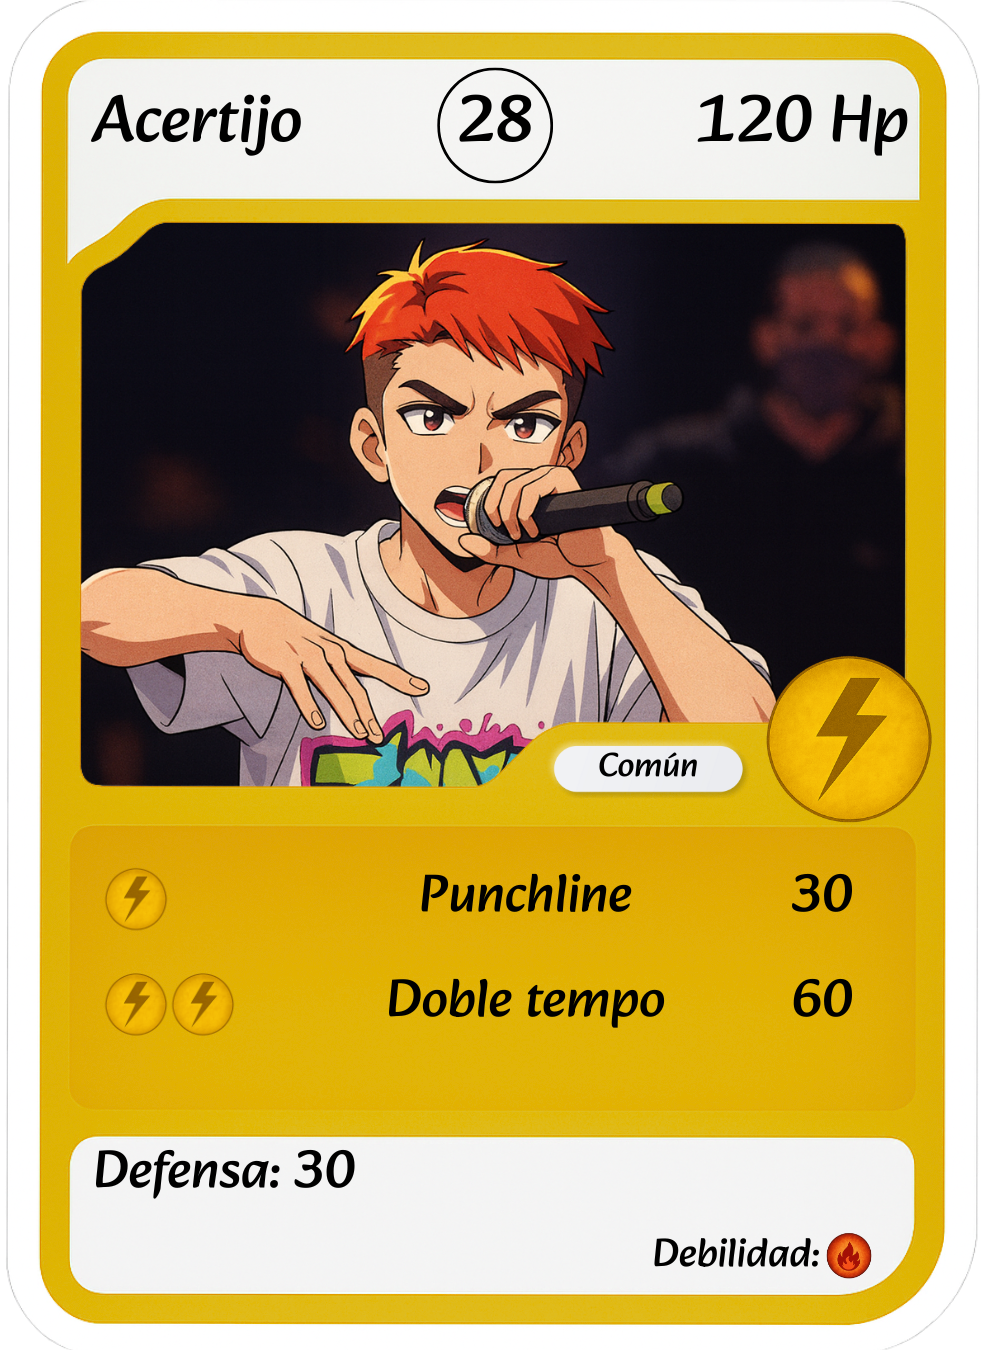 Acertijo 28 120 Hp
Común
Punchline 30
Doble tempo 60
Defensa: 30
Debilidad: